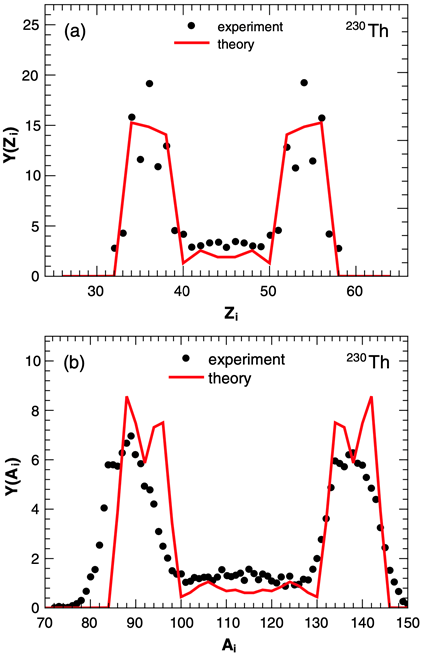 (a)
experiment
theory
230Th
25
20
15
10
5
0
Y(Zi)
30 40 50 60
Zi
(b)
experiment
theory
230Th
10
8
6
4
2
0
Y(Ai)
70 80 90 100 110 120 130 140 150
Ai